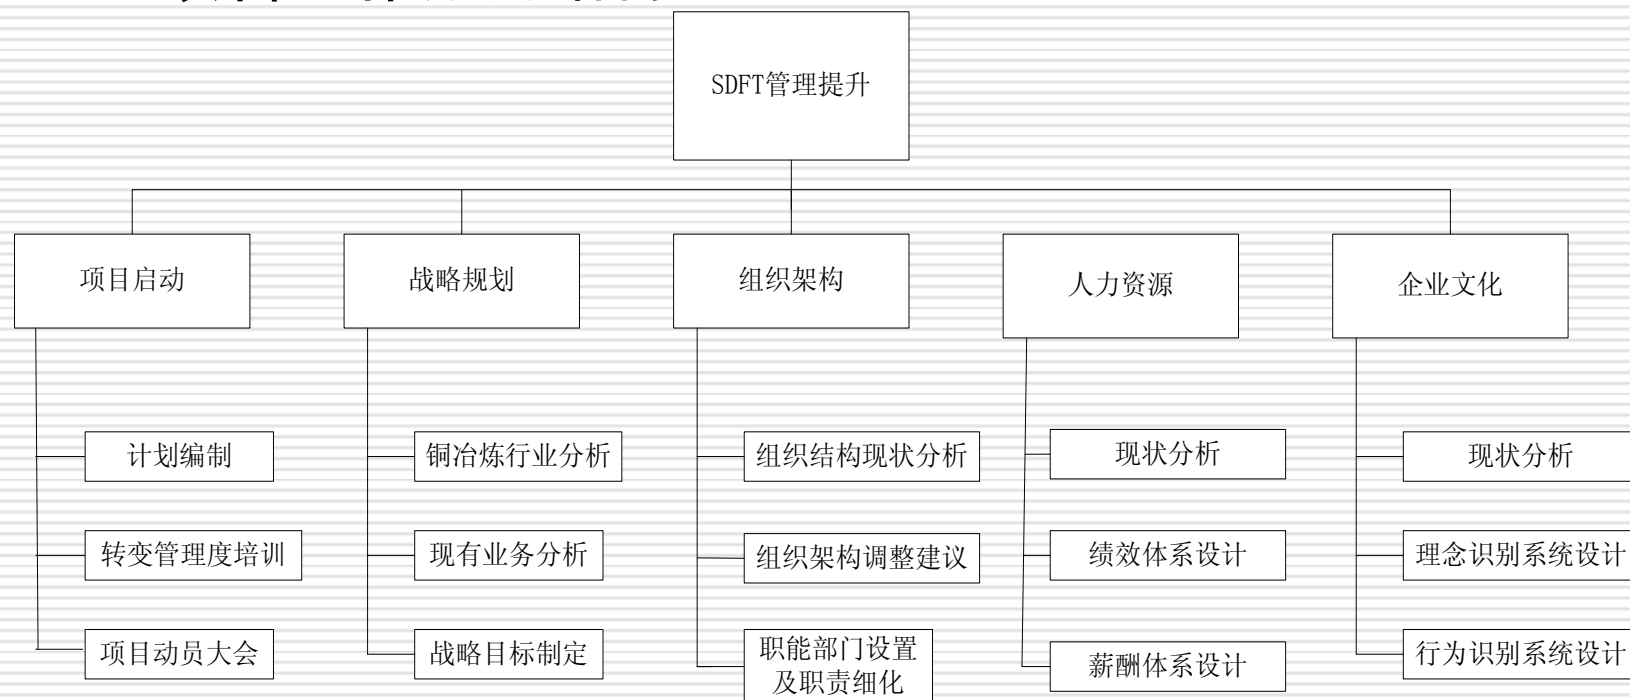 SDFT管理提升
项目启动
战略规划
组织架构
人力资源
企业文化
计划编制
铜冶炼行业分析
组织结构现状分析
现状分析
现状分析
转变管理度培训
现有业务分析
组织架构调整建议
绩效体系设计
理念识别系统设计
项目动员大会
战略目标制定
职能部门设置
及职责细化
薪酬体系设计
行为识别系统设计